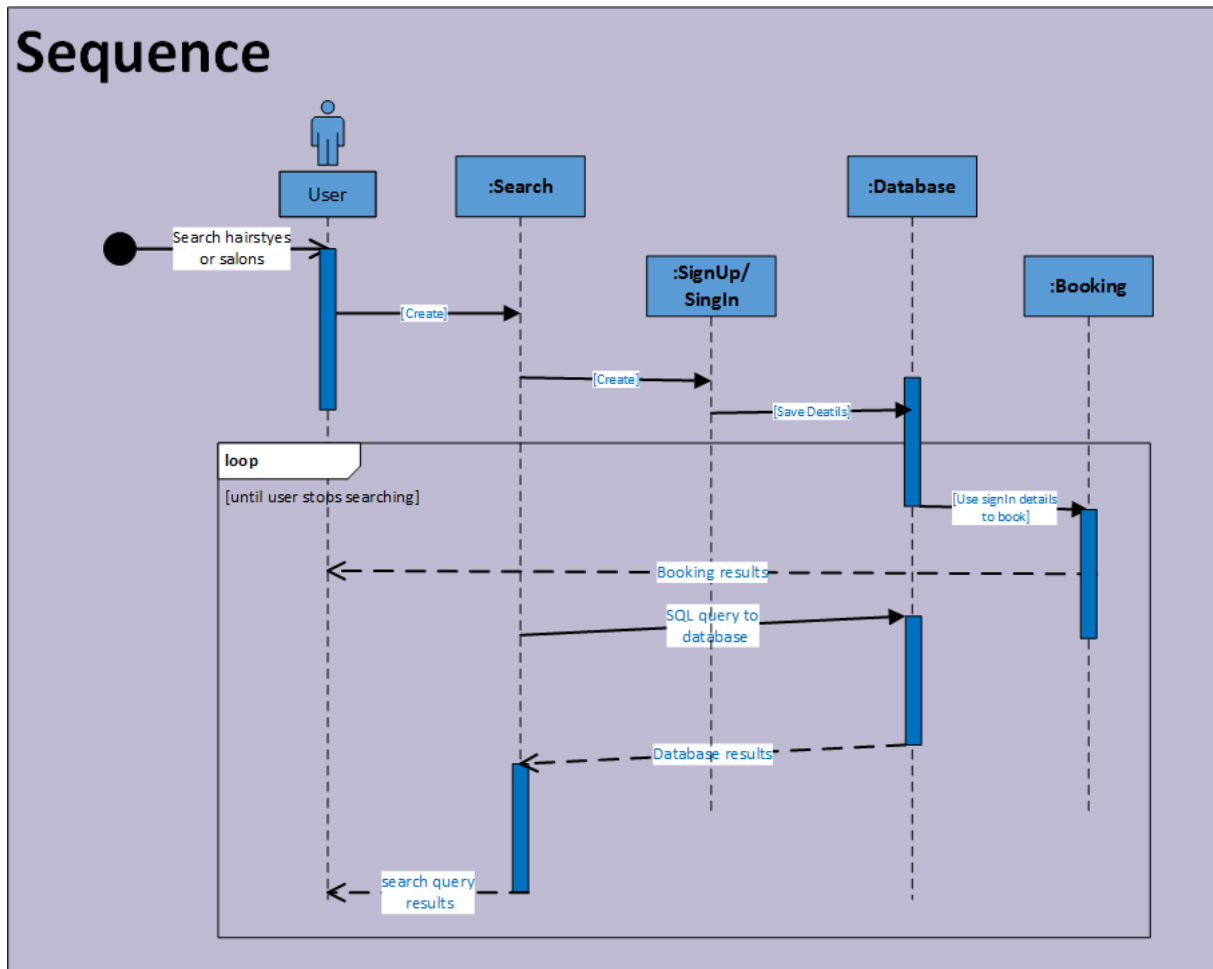 Sequence
User
:Search
:Database
Search hairstyes
or salons
:SignUp/
SingIn
:Booking
[Create]
[Create]
[Save Deatils]
loop
[until user stops searching]
[Use signIn details
to book]
Booking results
SQL query to
database
Database results
search query
results